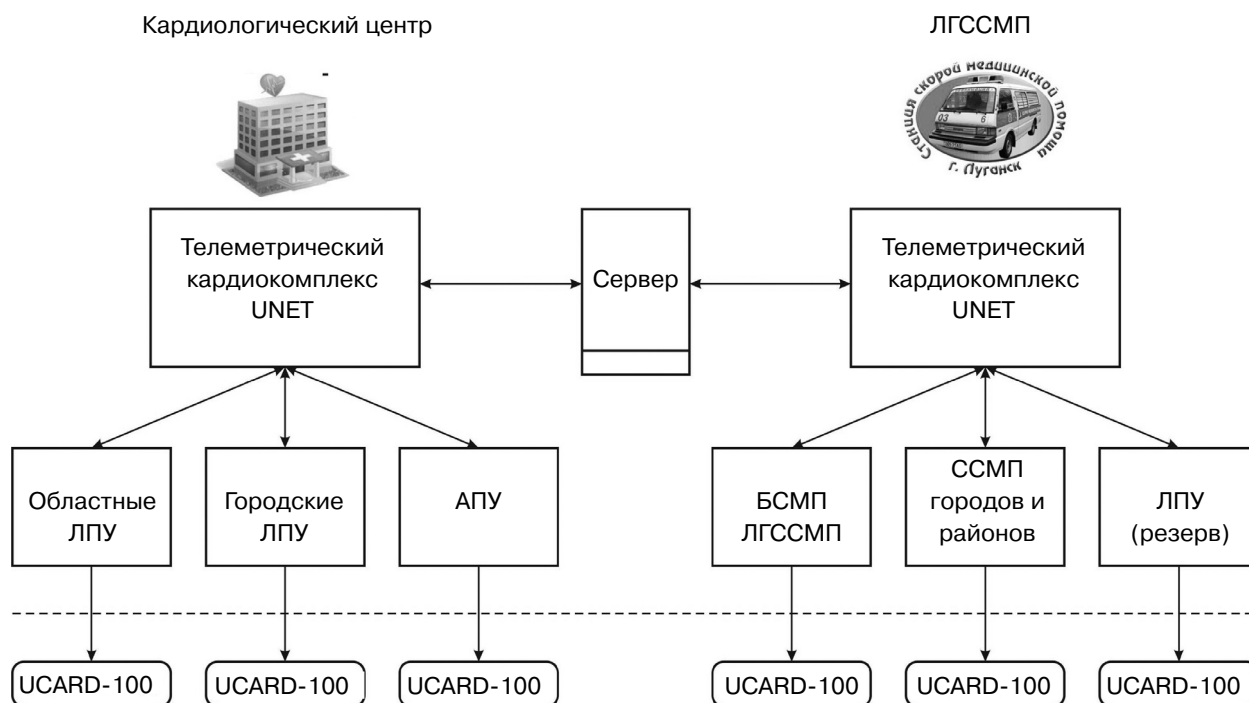 Кардиологический центр
ЛГССМП
Станция скорой медицинской помощи
г. Луганск
03
6
Телеметрический
кардиокомплекс
UNET
Сервер
Телеметрический
кардиокомплекс
UNET
Областные
ЛПУ
Городские
ЛПУ
АПУ
БСМП
ЛГССМП
ССМП
городов и
районов
ЛПУ
(резерв)
UCARD-100
UCARD-100
UCARD-100
UCARD-100
UCARD-100
UCARD-100